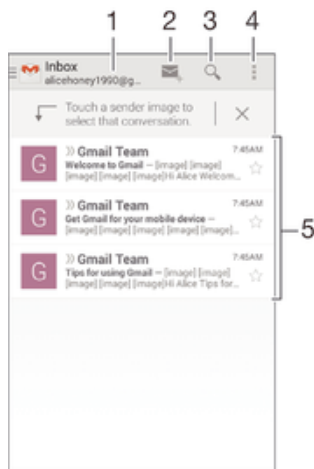 1 2 3 4
Inbox
alicehoney1990@g...
Touch a sender image to
select that conversation.
G
Gmail Team 7:45AM
Welcome to Gmail – [image] [image]
[image] [image] [image]Hi Alice Welcom...
5
G
Gmail Team 7:45AM
Get Gmail for your mobile device –
[image] [image] [image] [image] [image]...
G
Gmail Team 7:45AM
Tips for using Gmail – [image] [image]
[image] [image] [image]Hi Alice Tips for...